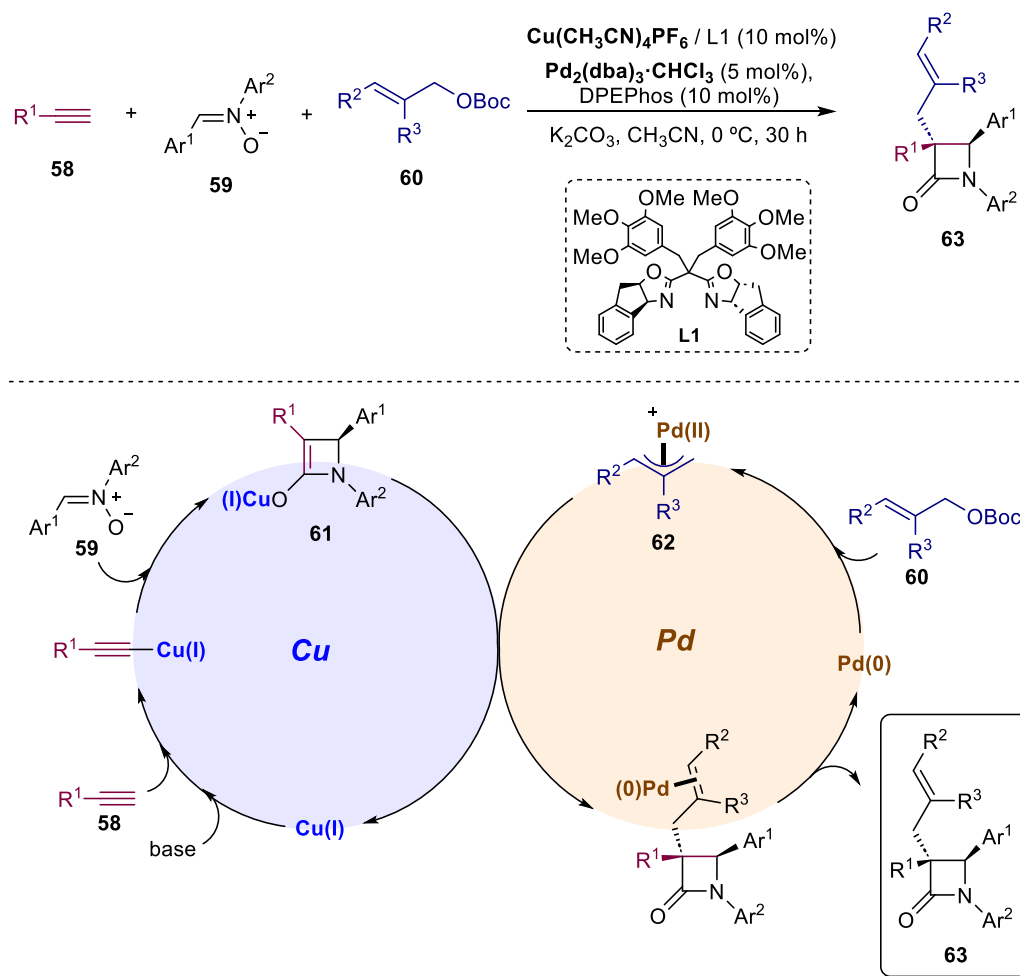 R1
58
+
Ar1
N+
O−
Ar2
59
+
R2
R3
OBoc
60
Cu(CH3CN)4PF6 / L1 (10 mol%)
Pd2(dba)3·CHCl3 (5 mol%),
DPEPhos (10 mol%)
K2CO3, CH3CN, 0 ºC, 30 h
R2
R3
Ar1
R1
O
N
Ar2
63
OMe MeO
MeO OMe
MeO OMe
O O
N N
L1
R1
Ar1
N
(I)CuO
Ar2
61
+
Pd(II)
R2
R3
62
Ar2
N+
Ar1
O−
59
R2
OBoc
R3
60
R1
Cu(I)
Cu
Pd
Pd(0)
R1
58
base
Cu(I)
R2
(0)Pd
R3
Ar1
R1
N
O
Ar2
R2
R3
Ar1
R1
N
O
Ar2
63